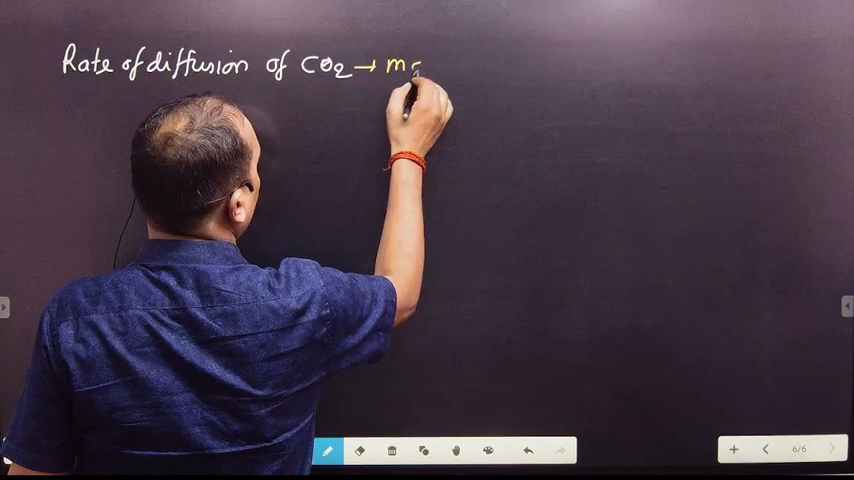 Rate of diffusion of CO2 → m
6/6